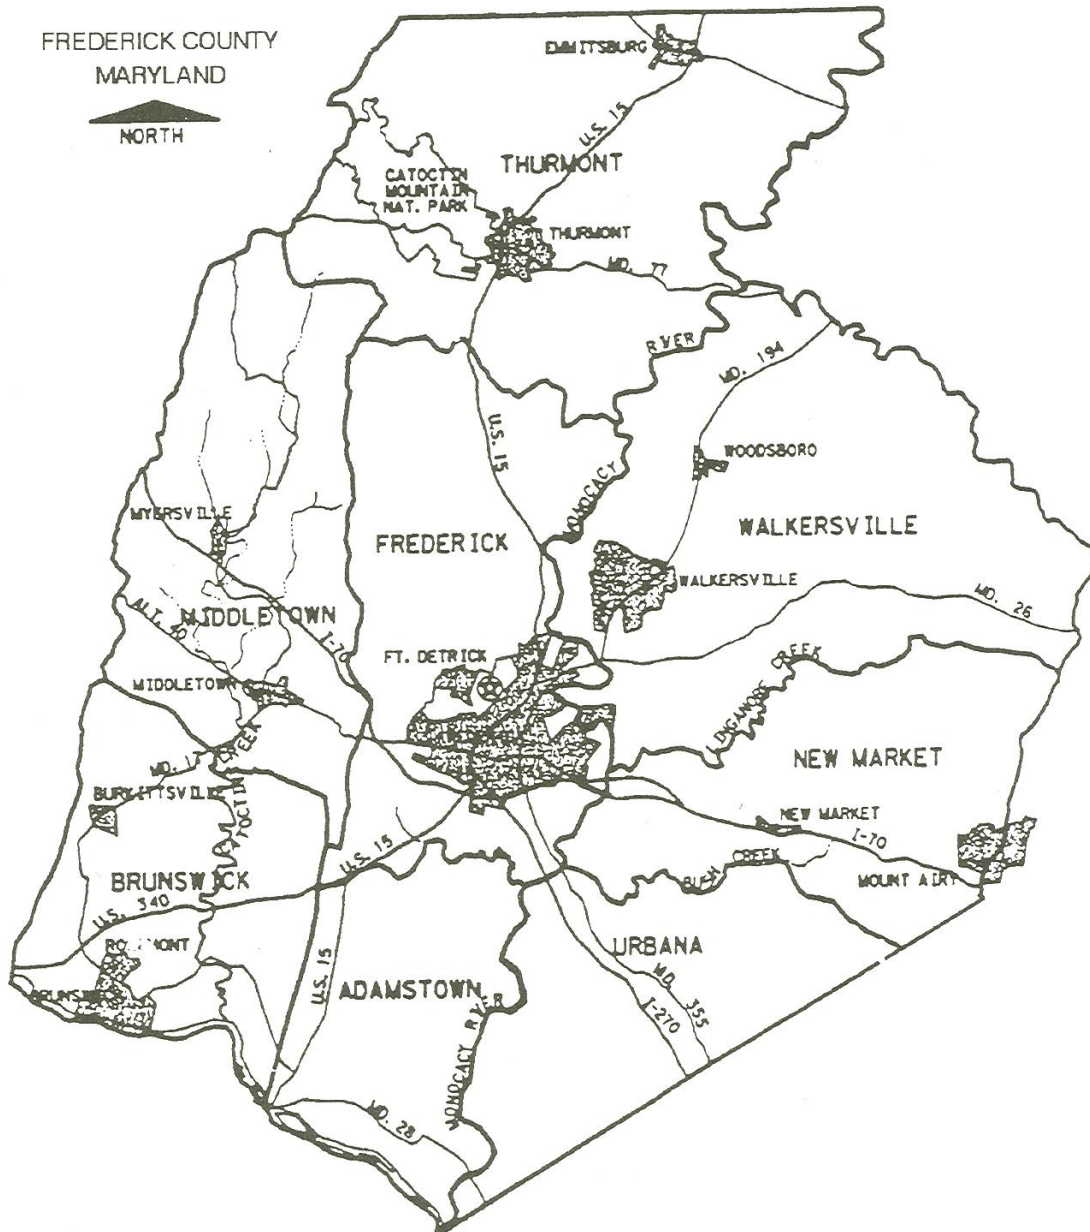 FREDERICK COUNTY
MARYLAND
NORTH
EMMITSBURG
U.S. 15
THURMONT
CATOCTIN
MOUNTAIN
NAT. PARK
THURMONT
MD. 77
RIVER
MD. 194
U.S. 15
WOODSBORO
MONOCACY
MYERSVILLE
FREDERICK
WALKERSVILLE
WALKERSVILLE
MD. 26
ALT. 40
MIDDLETOWN
I-70
FT. DETRICK
MIDDLETOWN
LINGANORE CREEK
CREEK
MD. 17
NEW MARKET
BURKITTSVILLE
NEW MARKET
I-70
U.S. 15
BUSH CREEK
MOUNT AIRY
BRUNSWICK
U.S. 340
URBANA
U.S. 15
ADAMSTOWN
MD. 355
I-270
MONOCACY RIVER
MD. 28